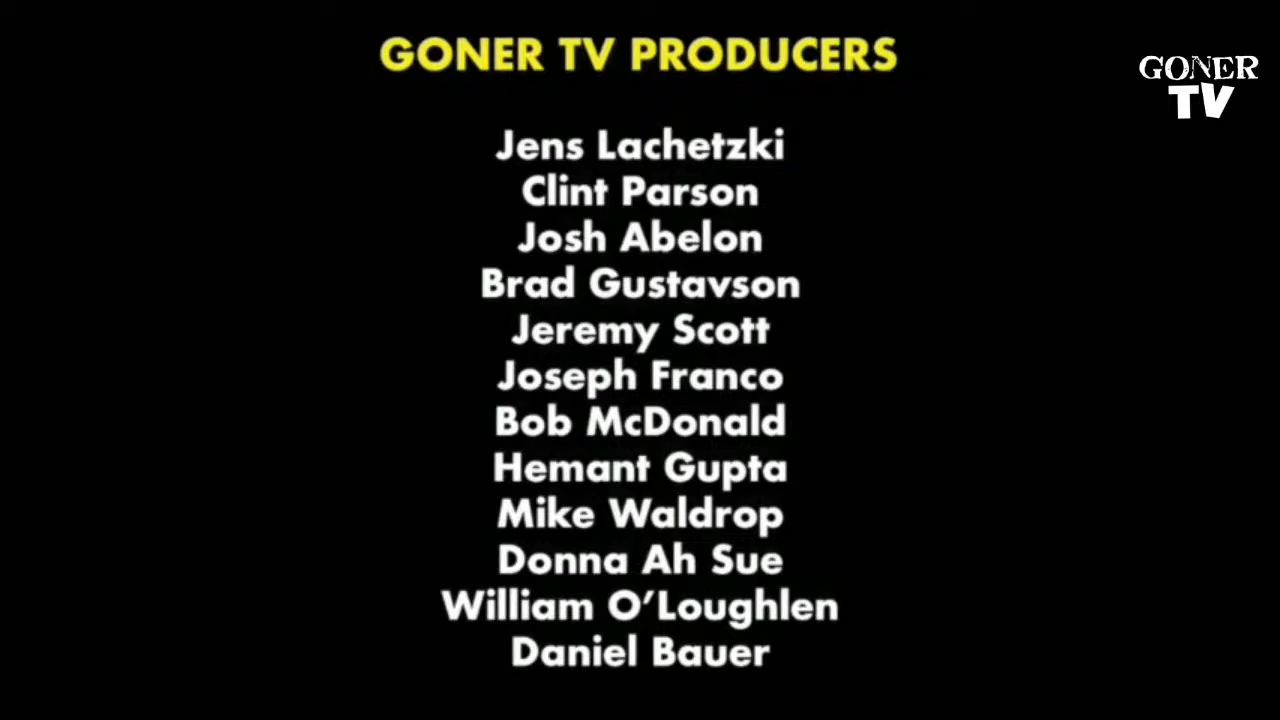 GONER TV PRODUCERS
GONER
TV
Jens Lachetzki
Clint Parson
Josh Abelon
Brad Gustavson
Jeremy Scott
Joseph Franco
Bob McDonald
Hemant Gupta
Mike Waldrop
Donna Ah Sue
William O'Loughlen
Daniel Bauer